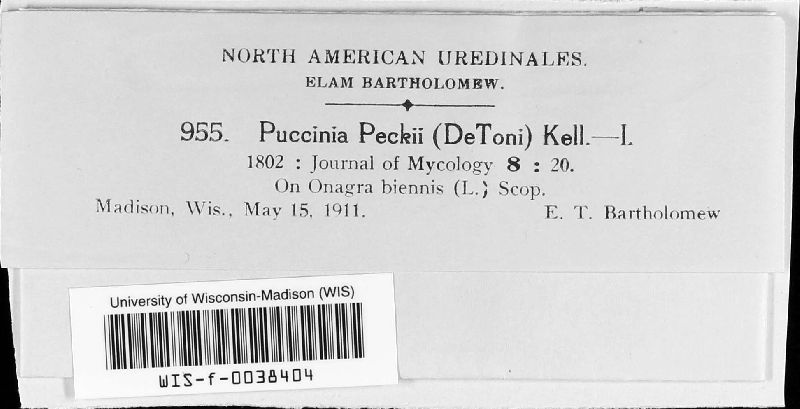 NORTH AMERICAN UREDINALES.
ELAM BARTHOLOMEW.
955. Puccinia Peckii (DeToni) Kell.—I.
1802 : Journal of Mycology 8 : 20.
On Onagra biennis (L.) Scop.
Madison, Wis., May 15, 1911. E. T. Bartholomew
University of Wisconsin-Madison (WIS)
WIS-f-0038404